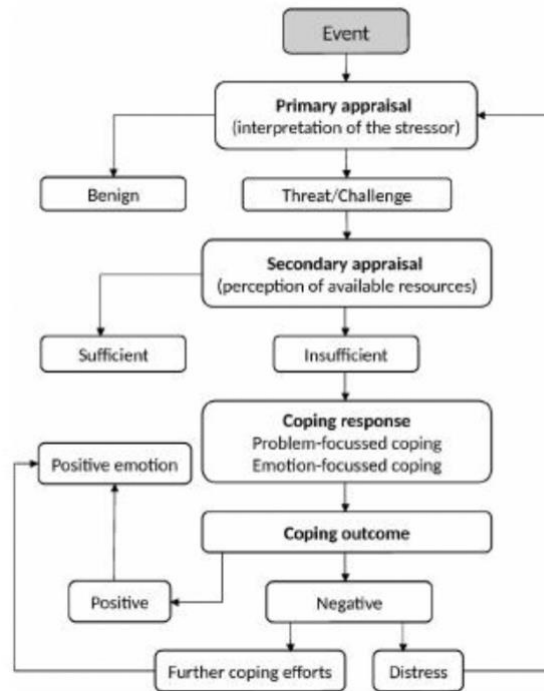 Event
Primary appraisal
(interpretation of the stressor)
Benign
Threat/Challenge
Secondary appraisal
(perception of available resources)
Sufficient
Insufficient
Coping response
Problem-focussed coping
Emotion-focussed coping
Positive emotion
Coping outcome
Positive
Negative
Further coping efforts
Distress